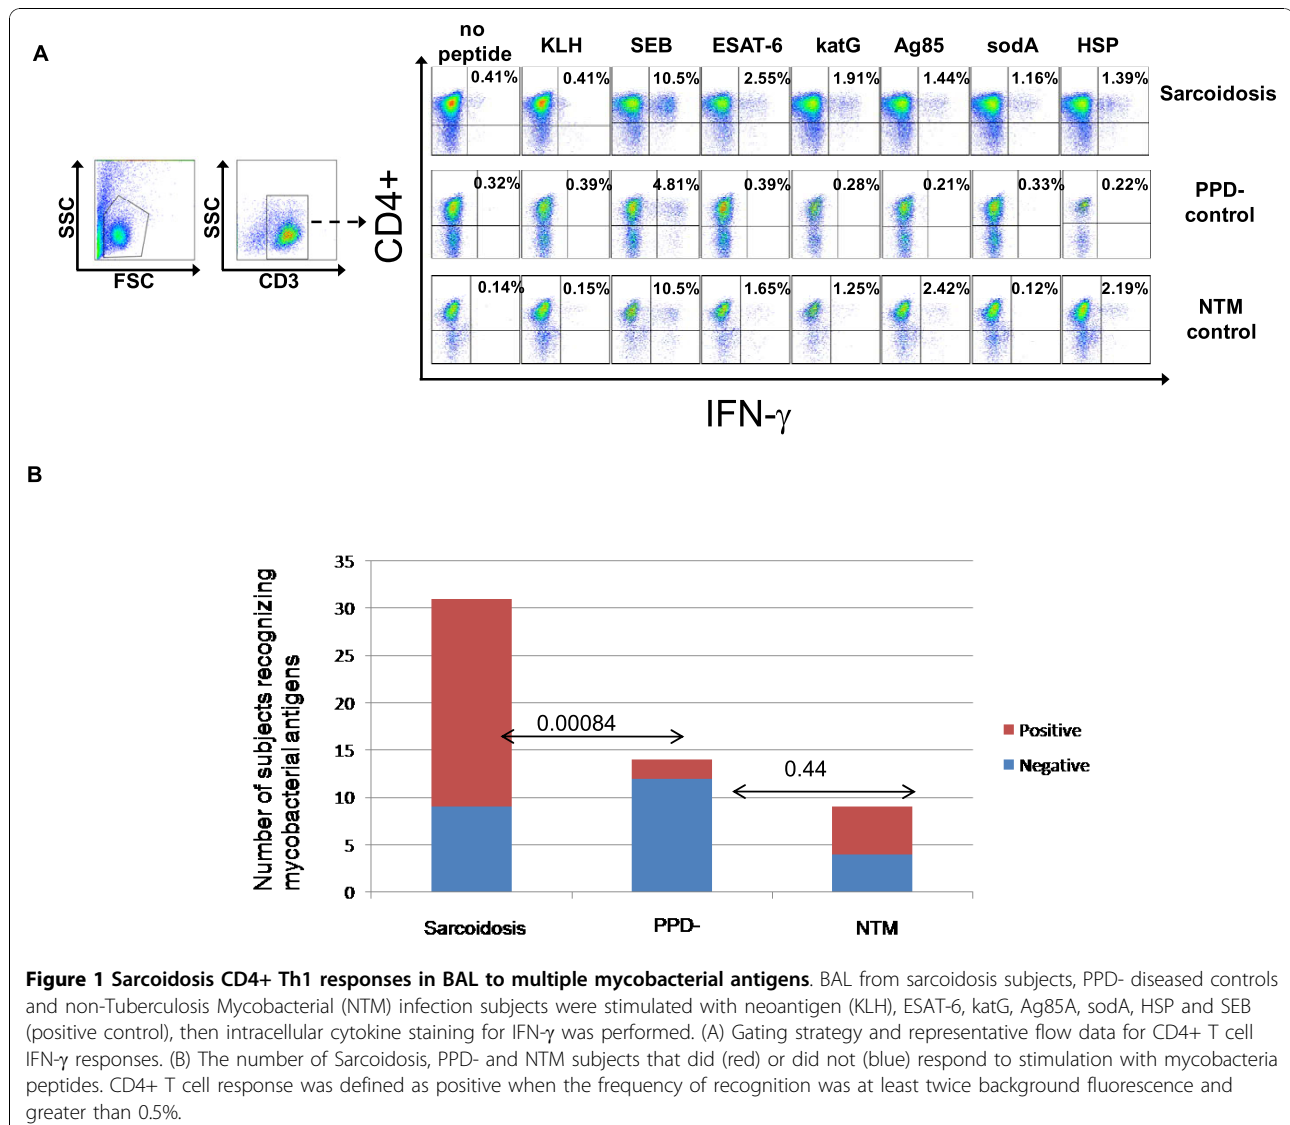 A
no
peptide KLH SEB ESAT-6 katG Ag85 sodA HSP
0.41% 0.41% 10.5% 2.55% 1.91% 1.44% 1.16% 1.39%
Sarcoidosis
0.32% 0.39% 4.81% 0.39% 0.28% 0.21% 0.33% 0.22%
PPD-
control
0.14% 0.15% 10.5% 1.65% 1.25% 2.42% 0.12% 2.19%
NTM
control
SSC
FSC
SSC
CD3
CD4+
IFN-γ
B
Number of subjects recognizing
mycobacterial antigens
35
30
25
20
15
10
5
0
0.00084
0.44
Positive
Negative
Sarcoidosis PPD- NTM
Figure 1 Sarcoidosis CD4+ Th1 responses in BAL to multiple mycobacterial antigens. BAL from sarcoidosis subjects, PPD- diseased controls
and non-Tuberculosis Mycobacterial (NTM) infection subjects were stimulated with neoantigen (KLH), ESAT-6, katG, Ag85A, sodA, HSP and SEB
(positive control), then intracellular cytokine staining for IFN-γ was performed. (A) Gating strategy and representative flow data for CD4+ T cell
IFN-γ responses. (B) The number of Sarcoidosis, PPD- and NTM subjects that did (red) or did not (blue) respond to stimulation with mycobacteria
peptides. CD4+ T cell response was defined as positive when the frequency of recognition was at least twice background fluorescence and
greater than 0.5%.